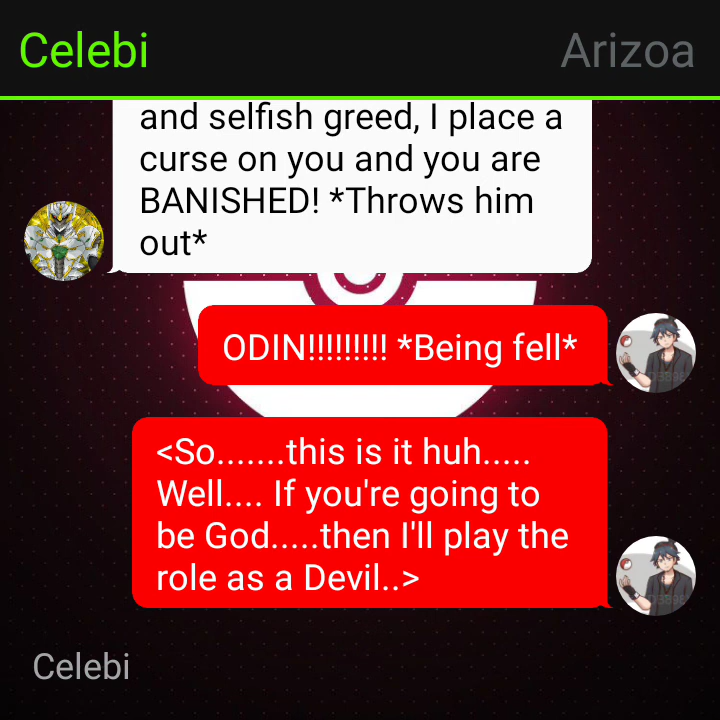 Celebi
Arizoa
and selfish greed, I place a
curse on you and you are
BANISHED! *Throws him
out*
ODIN!!!!!!!!! *Being fell*
<So.......this is it huh.....
Well.... If you're going to
be God.....then I'll play the
role as a Devil..>
Celebi